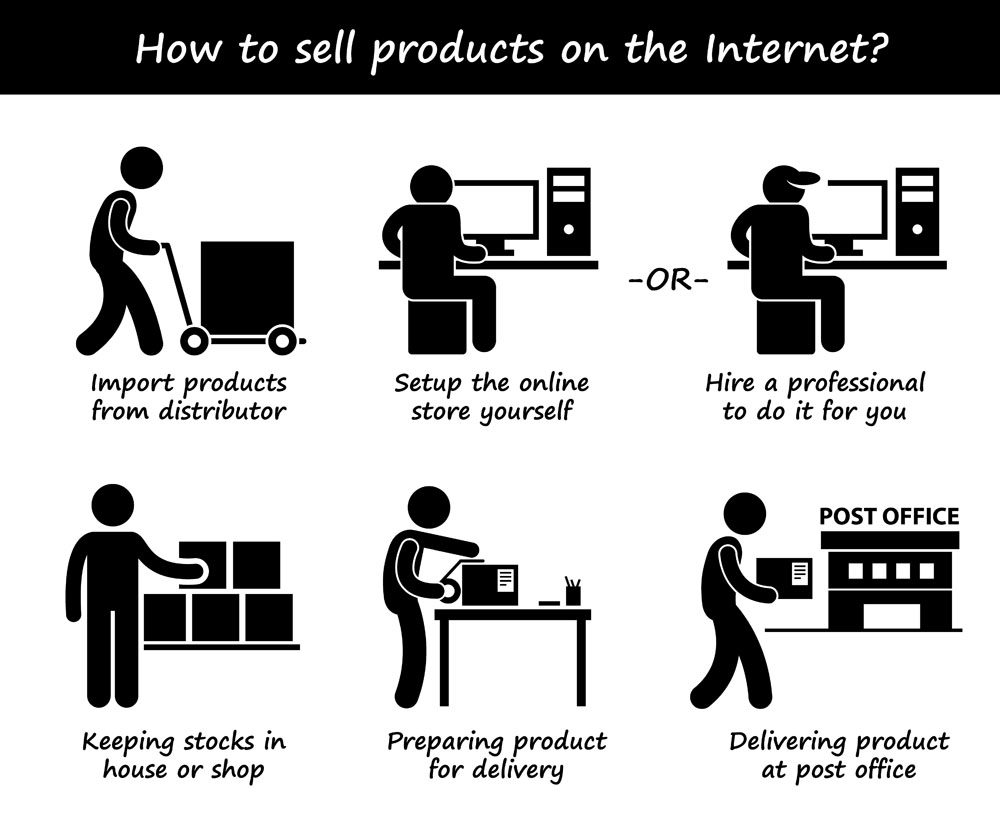 How to sell products on the Internet?
Import products
from distributor
Setup the online
store yourself
-OR-
Hire a professional
to do it for you
Keeping stocks in
house or shop
Preparing product
for delivery
POST OFFICE
Delivering product
at post office